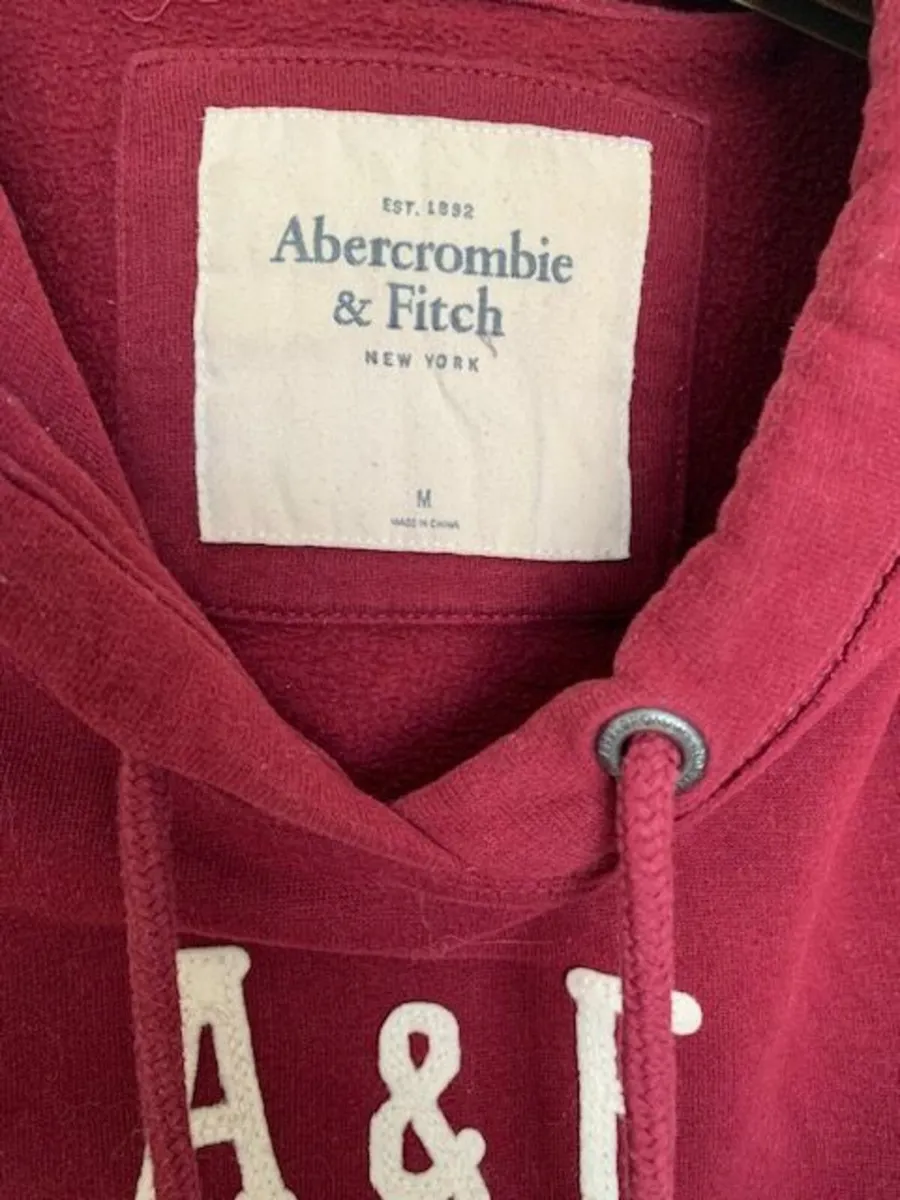 EST. 1892
Abercrombie
& Fitch
NEW YORK
M
MADE IN CHINA
A & F